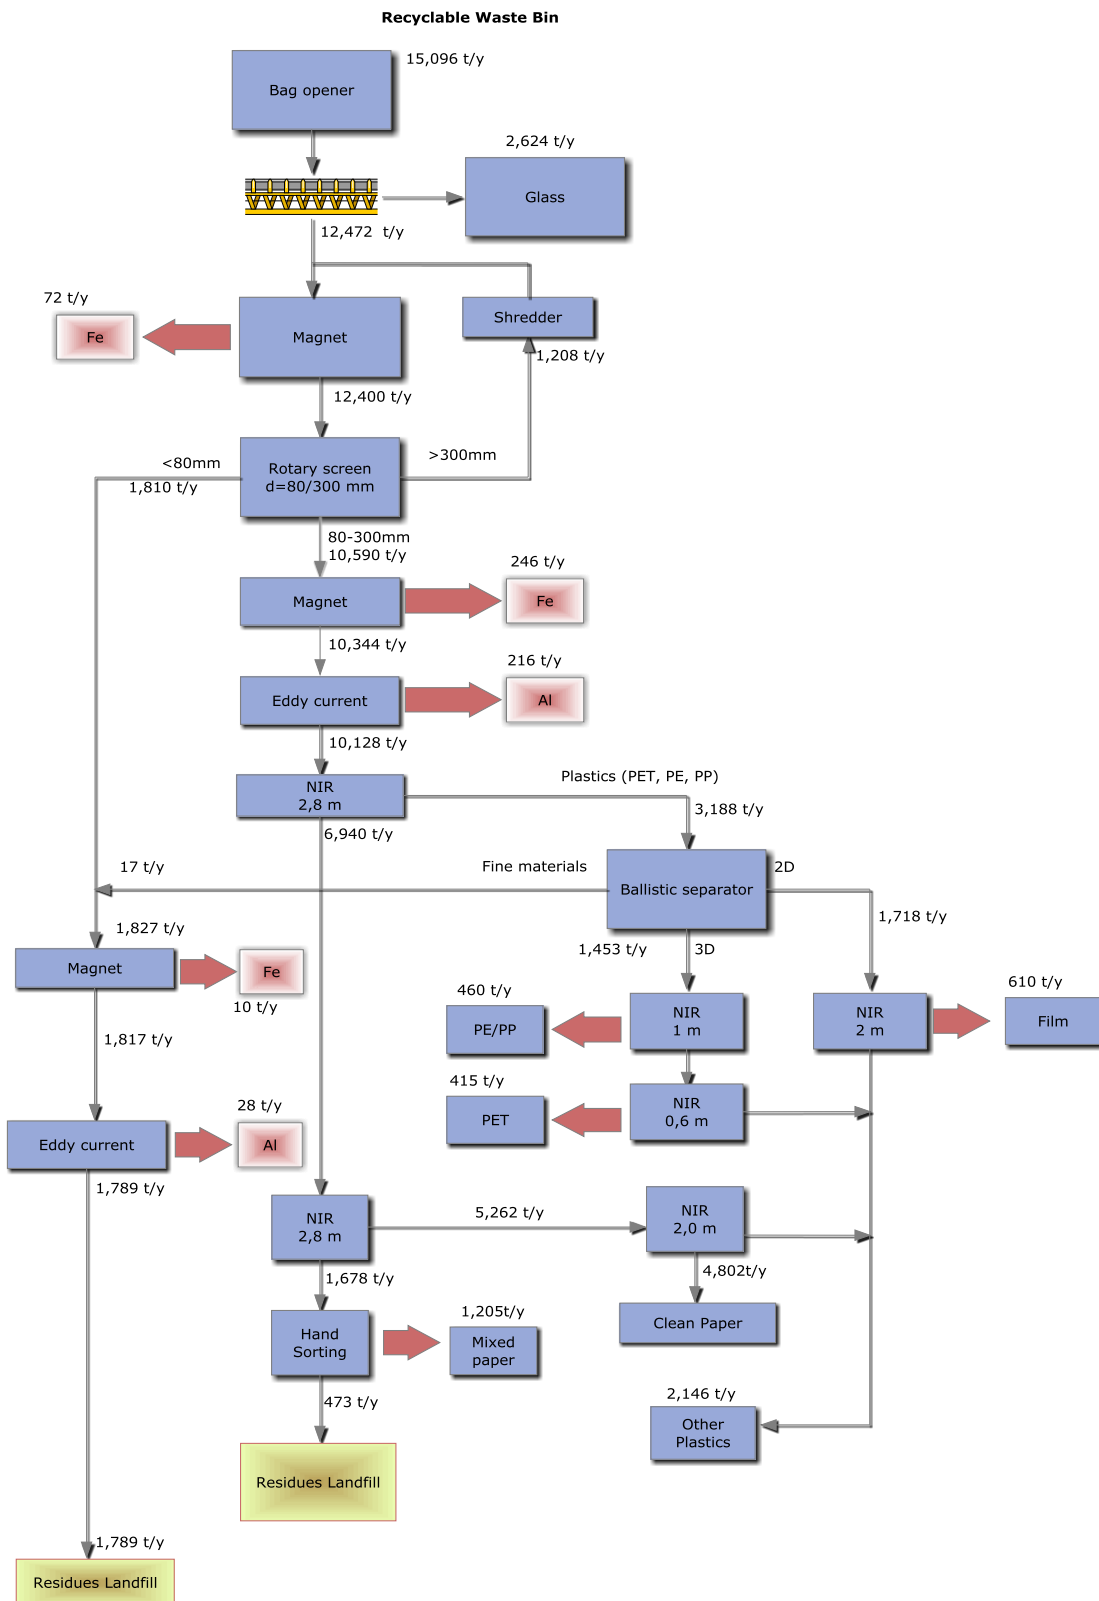 Recyclable Waste Bin
15,096 t/y
Bag opener
2,624 t/y
Glass
12,472  t/y
72 t/y
Fe
Magnet
Shredder
1,208 t/y
12,400 t/y
<80mm
1,810 t/y
Rotary screen
d=80/300 mm
>300mm
80-300mm
10,590 t/y
246 t/y
Magnet
Fe
10,344 t/y
216 t/y
Eddy current
Al
10,128 t/y
NIR
2,8 m
Plastics (PET, PE, PP)
3,188 t/y
6,940 t/y
17 t/y
Fine materials
Ballistic separator
2D
1,718 t/y
1,827 t/y
1,453 t/y
3D
Magnet
Fe
10 t/y
460 t/y
PE/PP
NIR
1 m
NIR
2 m
610 t/y
Film
1,817 t/y
415 t/y
PET
NIR
0,6 m
28 t/y
Eddy current
Al
1,789 t/y
NIR
2,8 m
5,262 t/y
NIR
2,0 m
1,678 t/y
4,802t/y
Hand
Sorting
1,205t/y
Mixed
paper
Clean Paper
473 t/y
2,146 t/y
Other
Plastics
Residues Landfill
1,789 t/y
Residues Landfill